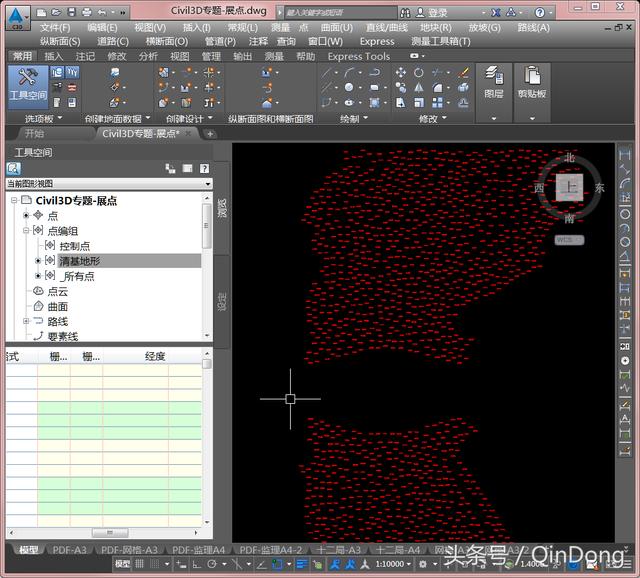 Civil3D专题-展点.dwg
键入关键字或短语
登录
C3D
文件(F) 编辑(E) 视图(V) 插入(I) 常规(L) 测量 点 曲面(U) 直线/曲线 地块(R) 放坡(G) 路线(A)
纵断面(S) 道路(C) 横断面(O) 管道(P) 注释 查询 窗口(W) Express 测量工具箱(T)
常用 插入 注记 修改 分析 视图 管理 输出 测量 帮助 Express Tools
工具空间
图层 剪贴板
选项板 创建地面数据 创建设计 纵断面图和横断面图 绘制 修改
开始 Civil3D专题-展点*
工具空间
当前图形视图
Civil3D专题-展点
点
点编组
控制点
清基地形
_所有点
点云
曲面
路线
要素线
浏览
设定
格式 栅... 栅... 经度
北
西 上 东
南
WCS
模型 PDF-A3 PDF-网格-A3 PDF-监理A4 PDF-监理A4-2 十二局-A3 十二局-A4
模型 1:10000 1.4000
头条号 / QinDong